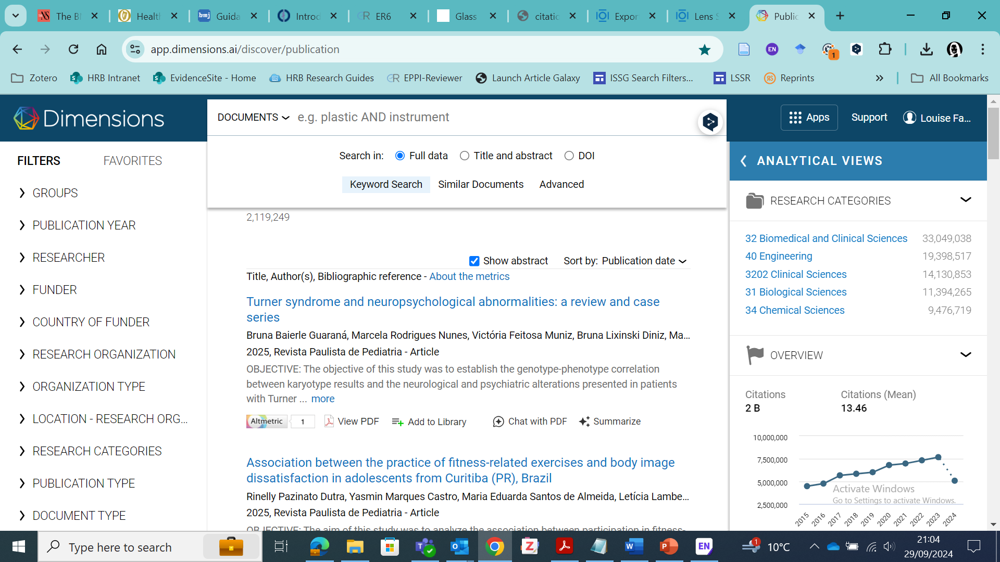 The B
Healt
Guida
Introd
ER6
Glass
citatio
Expor
Lens S
Public
app.dimensions.ai/discover/publication
EN
1
Zotero
HRB Intranet
EvidenceSite - Home
HRB Research Guides
EPPI-Reviewer
Launch Article Galaxy
ISSG Search Filters...
LSSR
Reprints
All Bookmarks
Dimensions
DOCUMENTS
e.g. plastic AND instrument
Apps
Support
Louise Fa...
Search in:
Full data
Title and abstract
DOI
Keyword Search
Similar Documents
Advanced
FILTERS
FAVORITES
GROUPS
PUBLICATION YEAR
RESEARCHER
FUNDER
COUNTRY OF FUNDER
RESEARCH ORGANIZATION
ORGANIZATION TYPE
LOCATION - RESEARCH ORG...
RESEARCH CATEGORIES
PUBLICATION TYPE
DOCUMENT TYPE
2,119,249
Show abstract
Sort by: Publication date
Title, Author(s), Bibliographic reference - About the metrics
Turner syndrome and neuropsychological abnormalities: a review and case
series
Bruna Baierle Guaraná, Marcela Rodrigues Nunes, Victória Feitosa Muniz, Bruna Lixinski Diniz, Ma...
2025, Revista Paulista de Pediatria - Article
OBJECTIVE: The objective of this study was to establish the genotype-phenotype correlation
between karyotype results and the neurological and psychiatric alterations presented in patients
with Turner ... more
Altmetric
1
View PDF
Add to Library
Chat with PDF
Summarize
Association between the practice of fitness-related exercises and body image
dissatisfaction in adolescents from Curitiba (PR), Brazil
Rinelly Pazinato Dutra, Yasmin Marques Castro, Maria Eduarda Santos de Almeida, Letícia Lambe...
2025, Revista Paulista de Pediatria - Article
OBJECTIVE: The aim of this study was to analyze the association between participation in fitness-
ANALYTICAL VIEWS
RESEARCH CATEGORIES
32 Biomedical and Clinical Sciences 33,049,038
40 Engineering 19,398,517
3202 Clinical Sciences 14,130,853
31 Biological Sciences 11,394,265
34 Chemical Sciences 9,476,719
OVERVIEW
Citations
2 B
Citations (Mean)
13.46
10,000,000
7,500,000
5,000,000
2,500,000
2015 2016 2017 2018 2019 2020 2021 2022 2023 2024
Activate Windows
Go to Settings to activate Windows.
Type here to search
EN
1
10°C
21:04
29/09/2024